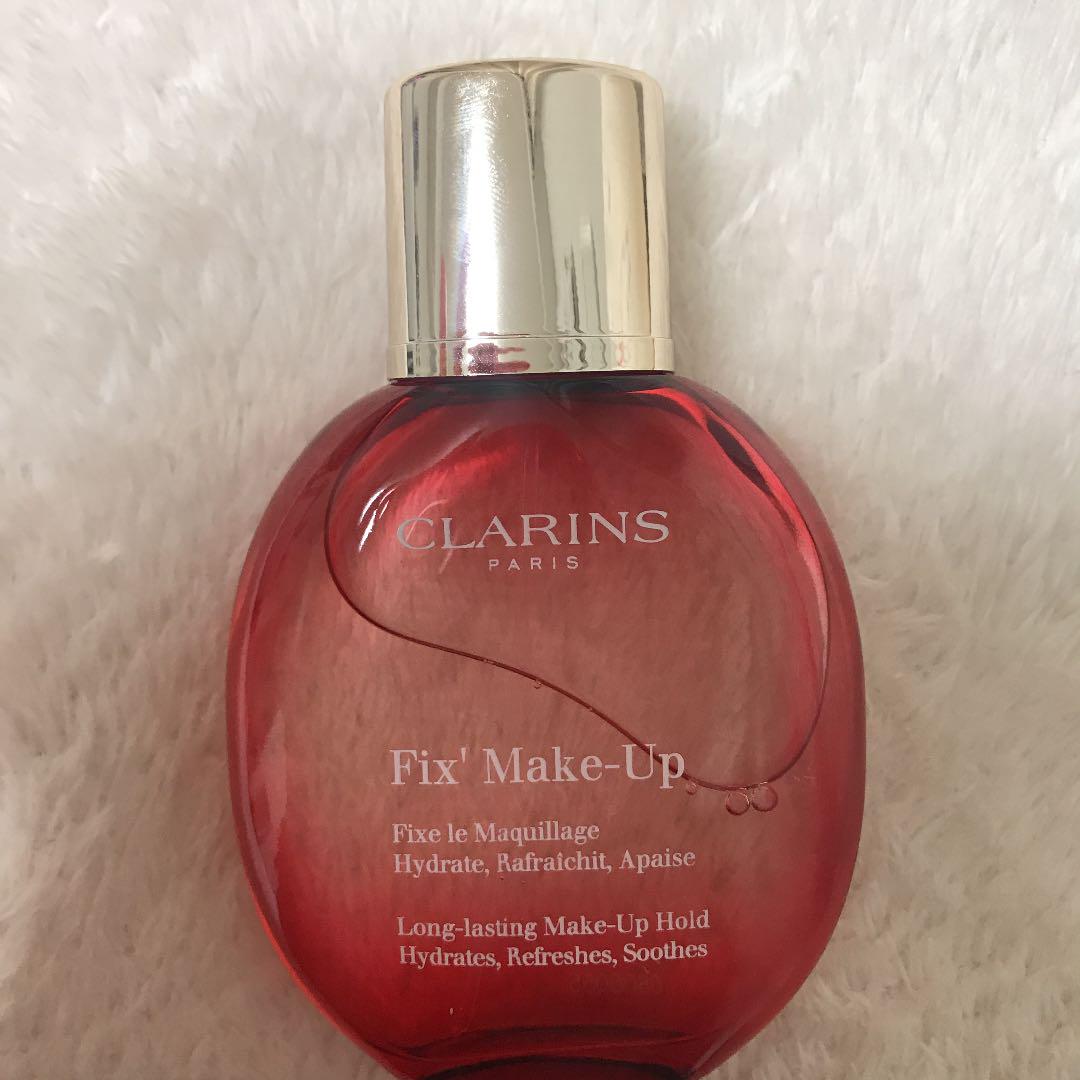 CLARINS
PARIS
Fix' Make-Up
Fixe le Maquillage
Hydrate, Rafraîchit, Apaise
Long-lasting Make-Up Hold
Hydrates, Refreshes, Soothes